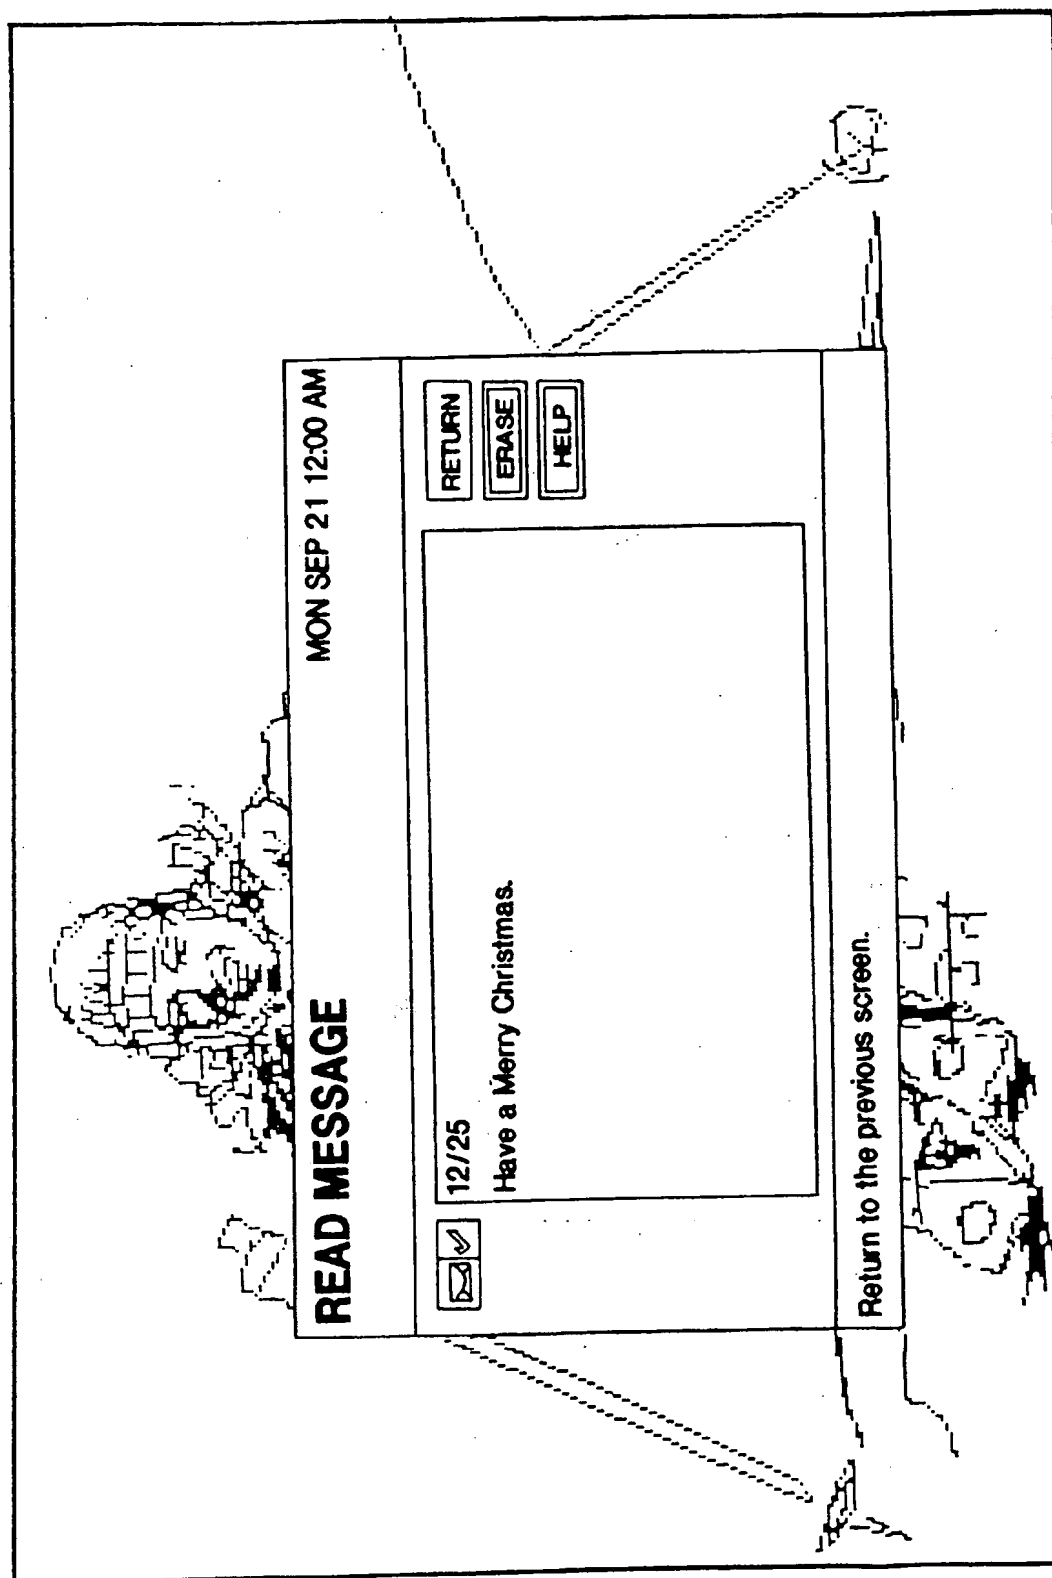 READ MESSAGE
MON SEP 21 12:00 AM
12/25
Have a Merry Christmas.
RETURN
ERASE
HELP
Return to the previous screen.